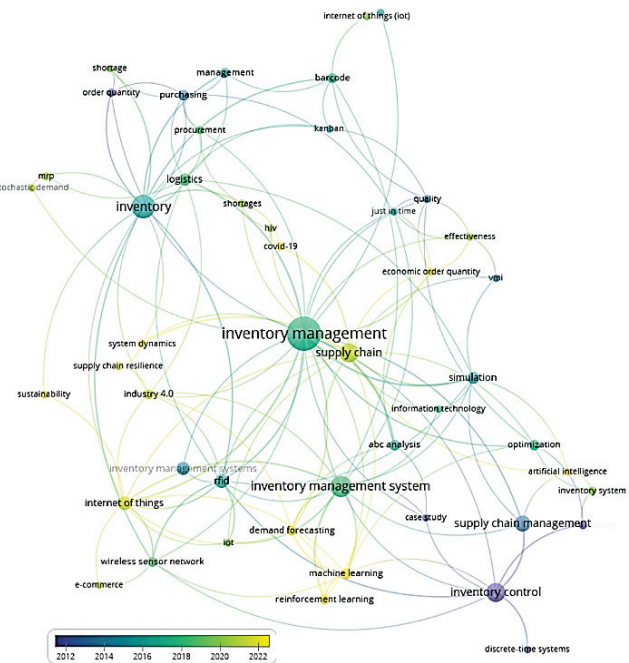 internet of things (iot)
shortage
management
barcode
order quantity
purchasing
procurement
kanban
mrp
logistics
stochastic demand
inventory
shortages
quality
just in time
hiv
effectiveness
covid-19
economic order quantity
vmi
inventory management
system dynamics
supply chain
supply chain resilience
simulation
sustainability
industry 4.0
information technology
abc analysis
optimization
inventory management systems
artificial intelligence
rfid
inventory management system
inventory system
internet of things
case study
supply chain management
demand forecasting
iot
wireless sensor network
machine learning
e-commerce
inventory control
reinforcement learning
discrete-time systems
2012 2014 2016 2018 2020 2022